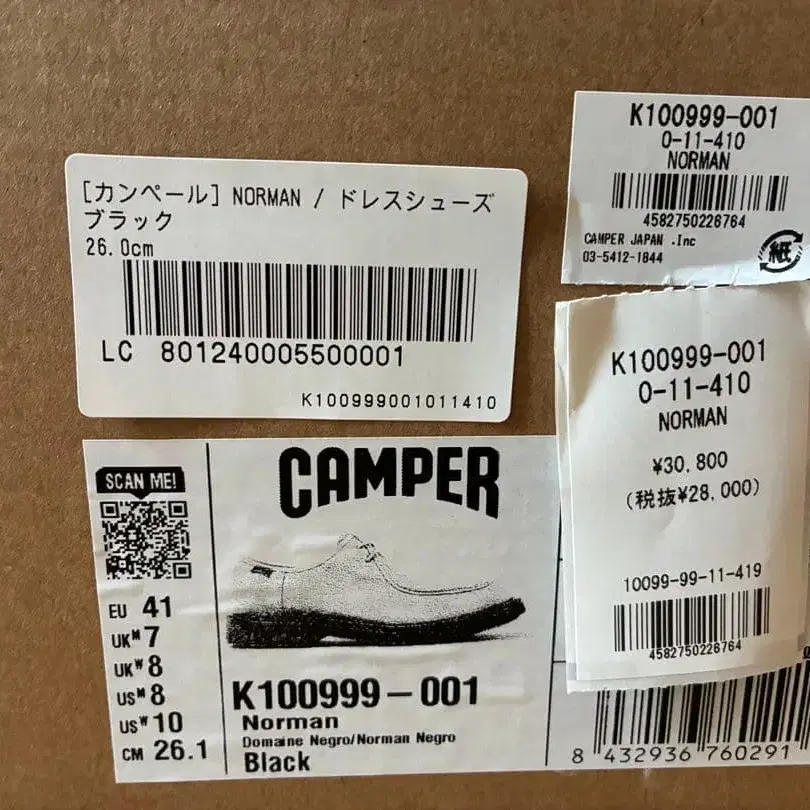 [カンペール] NORMAN / ドレスシューズ
ブラック
26.0cm
LC 801240005500001
K100999001011410
K100999-001
0-11-410
NORMAN
4582750226764
CAMPER JAPAN .Inc
03-5412-1844
紙
K100999-001
0-11-410
NORMAN
¥30,800
(税抜¥28,000)
10099-99-11-419
4582750226764
SCAN ME!
EU 41
UKᴹ 7
UKᵂ 8
USᴹ 8
USᵂ 10
CM 26.1
CAMPER
K100999-001
Norman
Domaine Negro/Norman Negro
Black
8 432936 760291